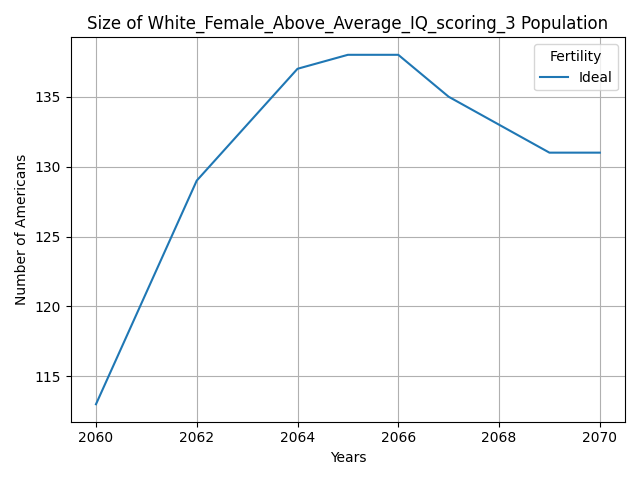 Size of White_Female_Above_Average_IQ_scoring_3 Population
Fertility
Ideal
Number of Americans
135
130
125
120
115
2060 2062 2064 2066 2068 2070
Years